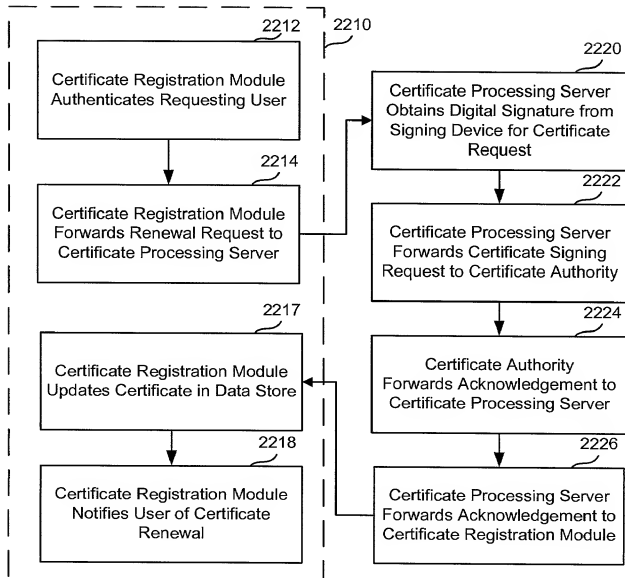 2212
2210
Certificate Registration Module
Authenticates Requesting User
2214
Certificate Registration Module
Forwards Renewal Request to
Certificate Processing Server
2220
Certificate Processing Server
Obtains Digital Signature from
Signing Device for Certificate
Request
2222
Certificate Processing Server
Forwards Certificate Signing
Request to Certificate Authority
2224
Certificate Authority
Forwards Acknowledgement to
Certificate Processing Server
2226
Certificate Processing Server
Forwards Acknowledgement to
Certificate Registration Module
2217
Certificate Registration Module
Updates Certificate in Data Store
2218
Certificate Registration Module
Notifies User of Certificate
Renewal